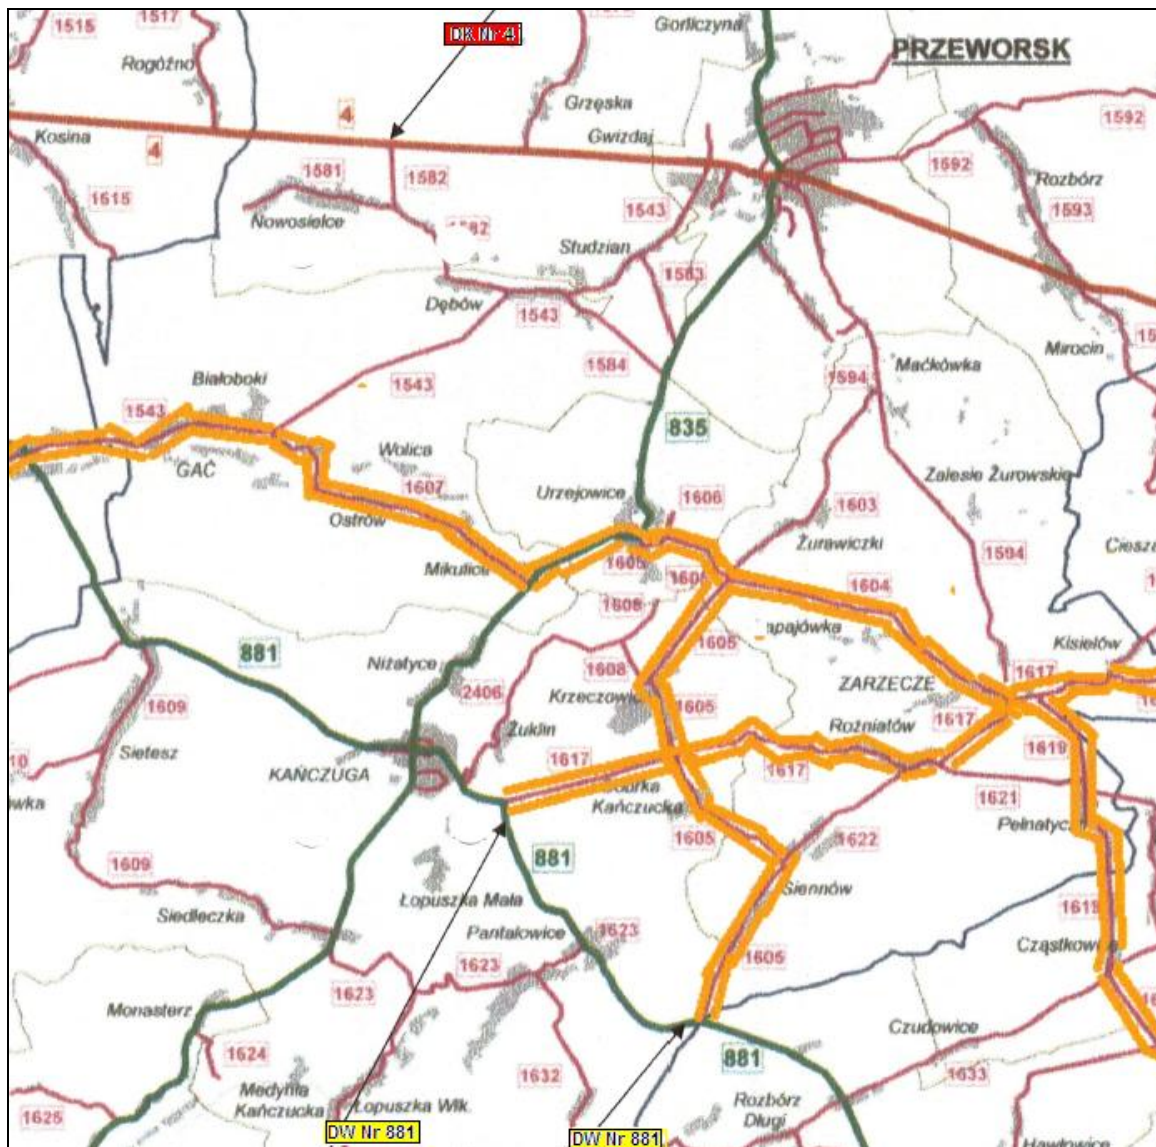 1515
1517
DK Nr 4
Gorliczyna
PRZEWORSK
Rogóżno
Grzęska
4
Gwizdaj
1592
Kosina
4
1581
1582
1592
Rozbórz
1615
1543
1593
Nowosielce
Studzian
1583
Dębów
1543
Mirocin
Białoboki
1543
1584
1594
Maćkówka
1543
835
GAĆ
Wolica
1607
Urzejowice
1606
Zalesie Żurowskie
Ostrów
1603
Żurawiczki
1594
Mikulice
1604
1608
1605
Kisielów
881
Niżatyce
1608
1617
2406
Krzeczowice
1605
ZARZECZE
1609
Żuklin
Rożniatów
1617
Sietesz
1617
1617
1619
KAŃCZUGA
1621
Kańczucka
1605
1622
1609
881
Siennów
Łopuszka Mała
Siedleczka
Pantalowice
1623
1605
1623
1623
Monasterz
Czudowice
1624
881
Medynia
Kańczucka
Łopuszka Wlk.
1632
1633
1625
Rozbórz
Długi
DW Nr 881
DW Nr 881